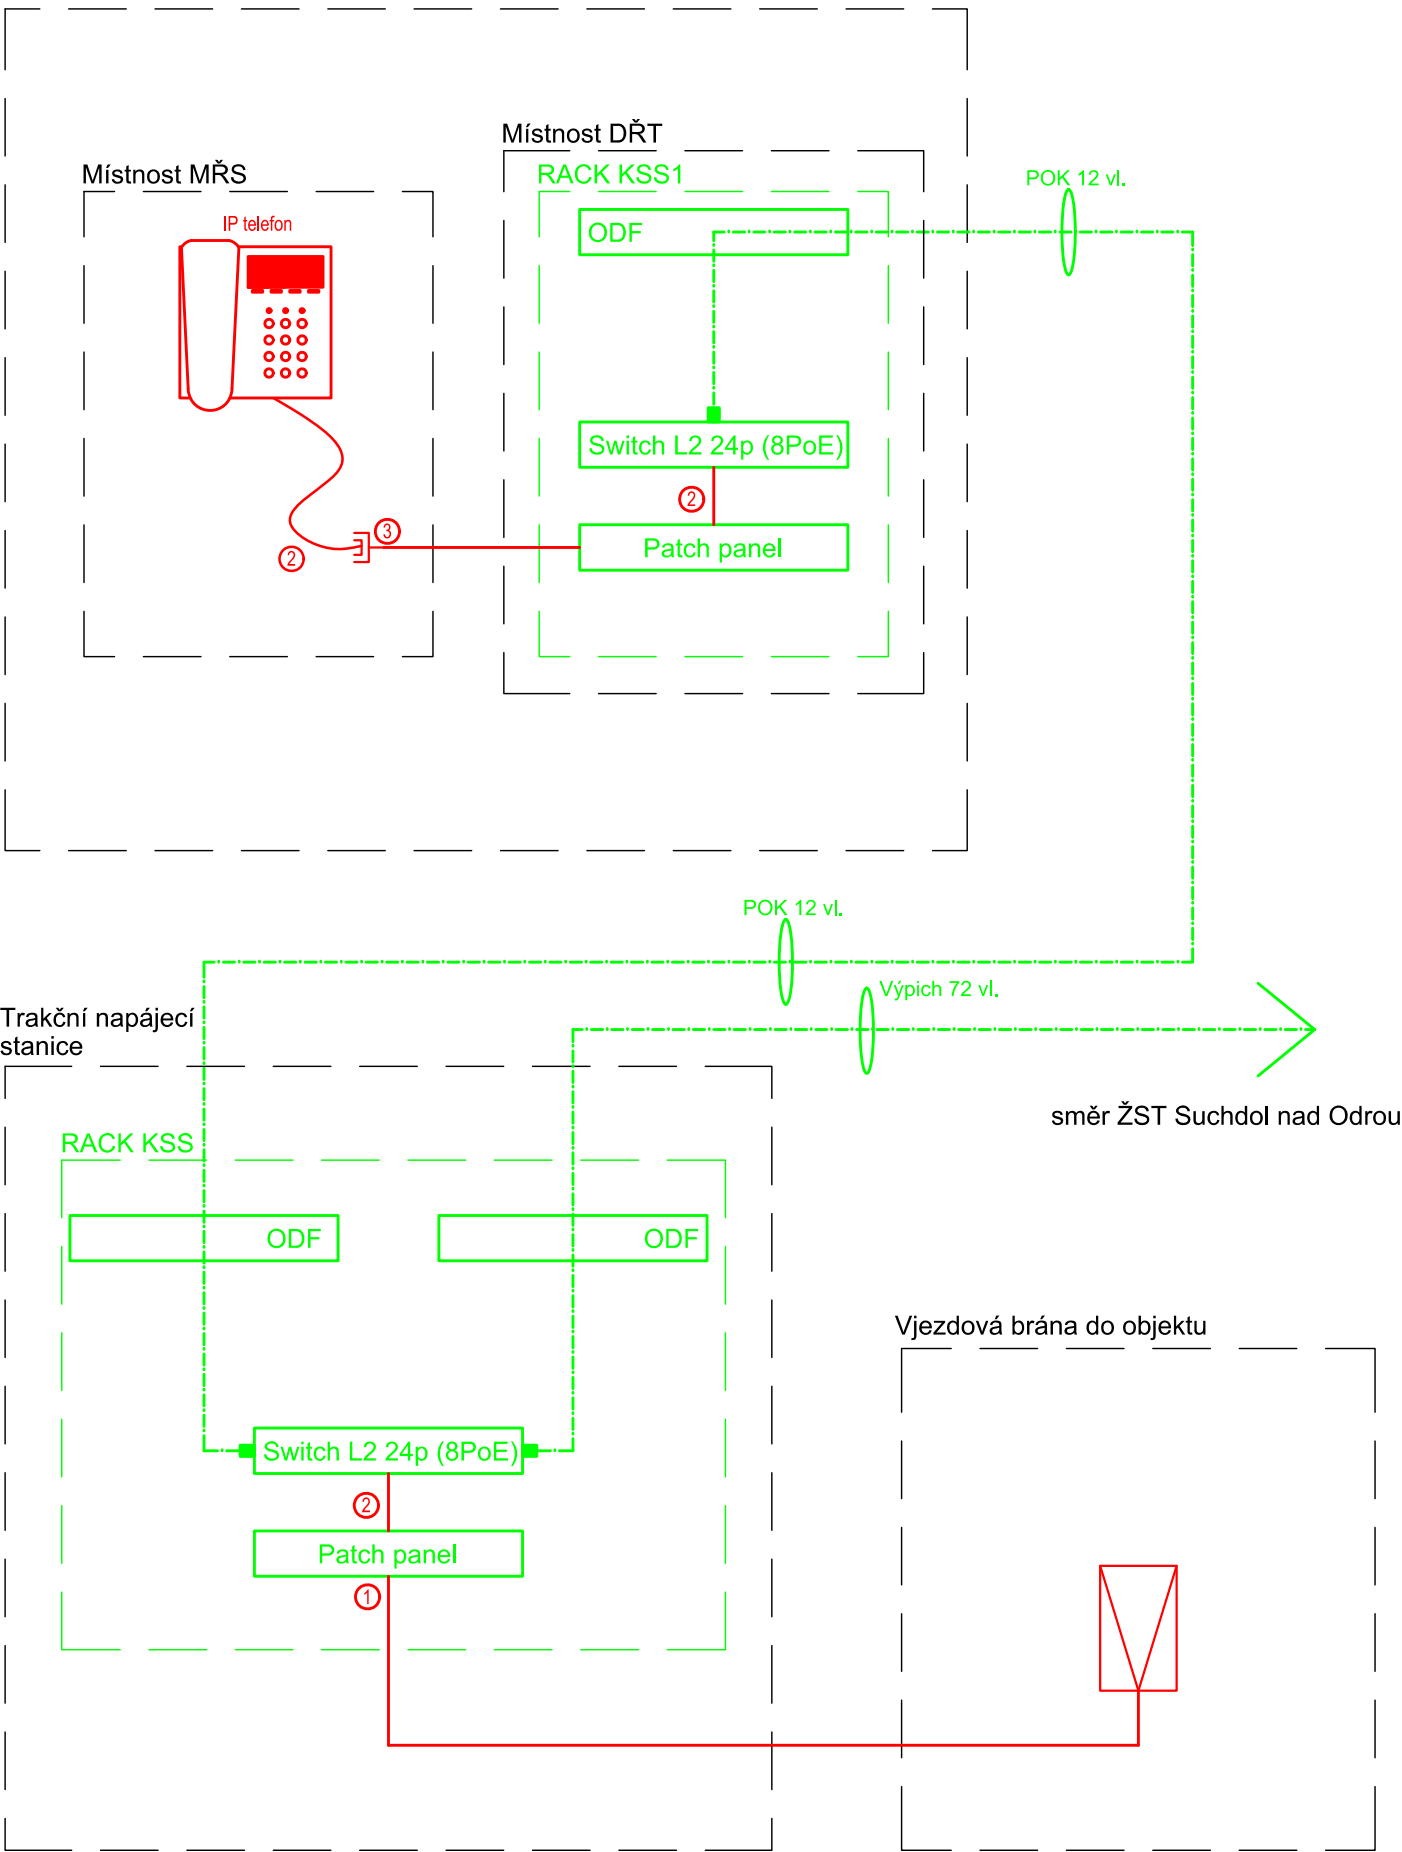 Místnost DŘT
Místnost MŘS
RACK KSS1
POK 12 vl.
IP telefon
ODF
Switch L2 24p (8PoE)
2
3
Patch panel
2
POK 12 vl.
Výpich 72 vl.
Trakční napájecí
stanice
směr ŽST Suchdol nad Odrou
RACK KSS
ODF
ODF
Vjezdová brána do objektu
Switch L2 24p (8PoE)
2
Patch panel
1